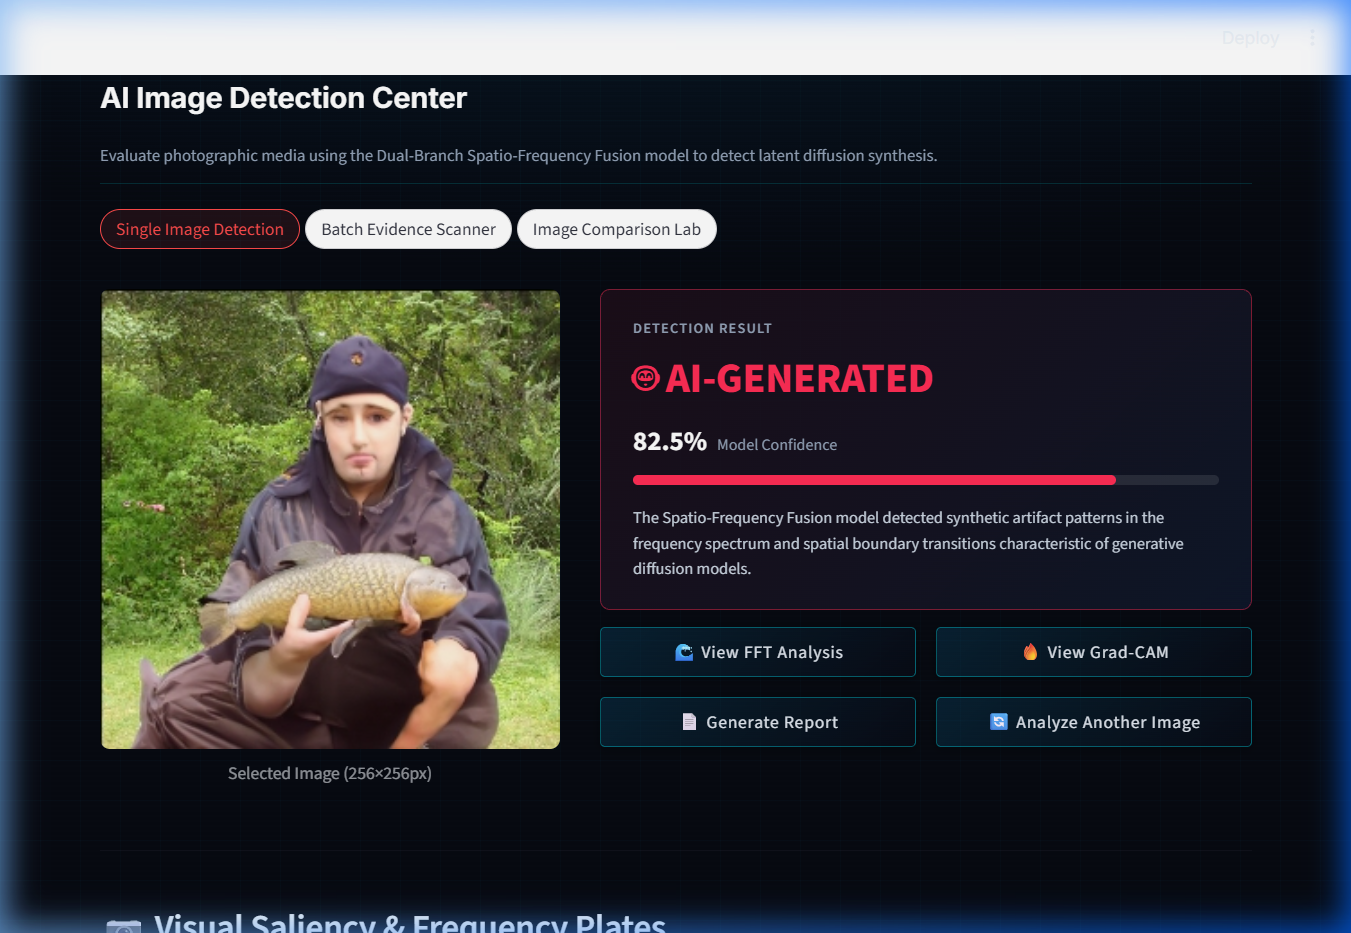 Deploy
AI Image Detection Center
Evaluate photographic media using the Dual-Branch Spatio-Frequency Fusion model to detect latent diffusion synthesis.
Single Image Detection
Batch Evidence Scanner
Image Comparison Lab
DETECTION RESULT
AI-GENERATED
82.5% Model Confidence
The Spatio-Frequency Fusion model detected synthetic artifact patterns in the
frequency spectrum and spatial boundary transitions characteristic of generative
diffusion models.
View FFT Analysis
View Grad-CAM
Generate Report
Analyze Another Image
Selected Image (256×256px)
Visual Saliency & Frequency Plates